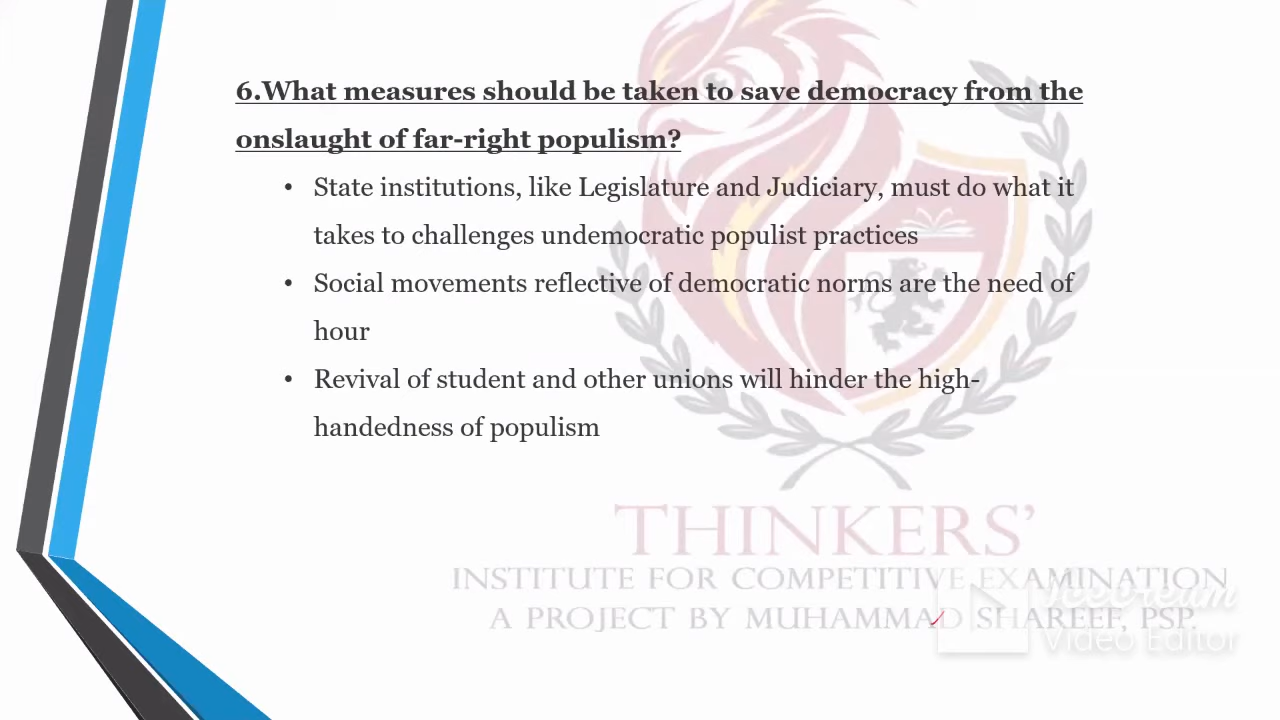 6.What measures should be taken to save democracy from the
onslaught of far-right populism?
• State institutions, like Legislature and Judiciary, must do what it
takes to challenges undemocratic populist practices
• Social movements reflective of democratic norms are the need of
hour
• Revival of student and other unions will hinder the high-
handedness of populism
THINKERS'
INSTITUTE FOR COMPETITIVE EXAMINATION
A PROJECT BY MUHAMMAD SHAREEF, PSP.
Icecream
Video Editor